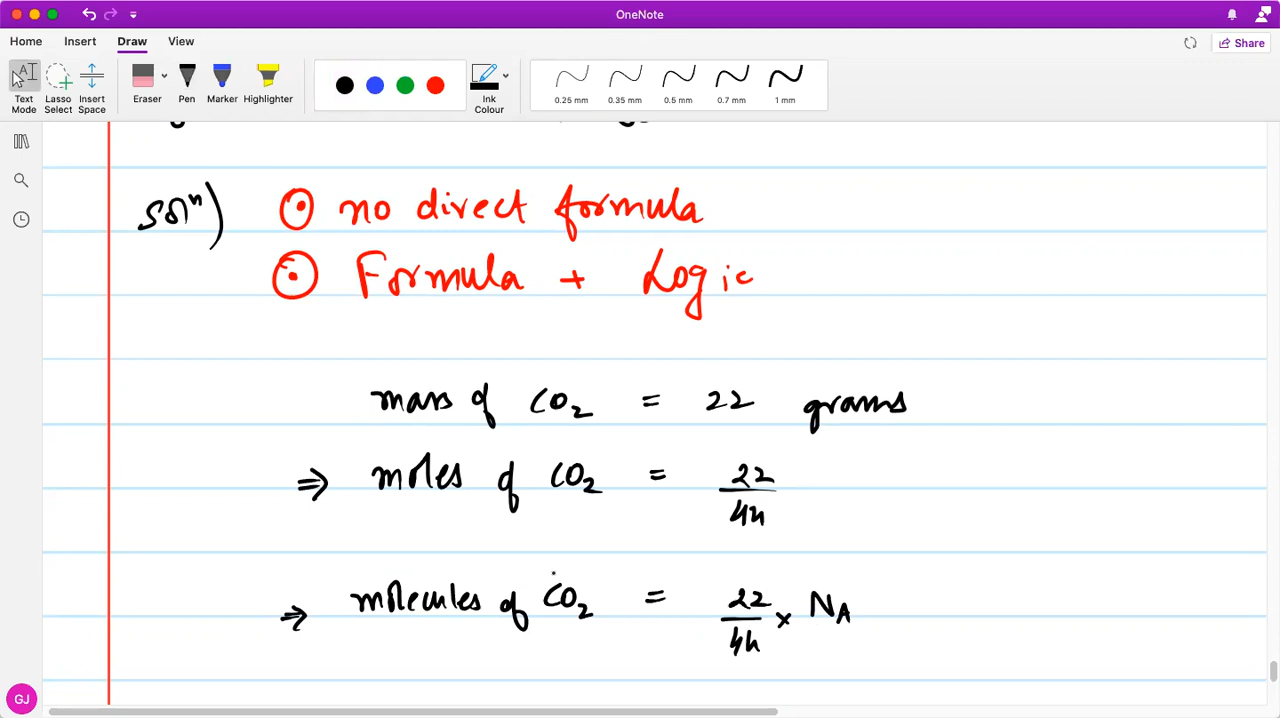 OneNote
Home Insert Draw View
Share
Text Mode
Lasso Select
Insert Space
Eraser
Pen
Marker
Highlighter
Ink Colour
0.25 mm 0.35 mm 0.5 mm 0.7 mm 1 mm
Solⁿ) ⊙ no direct formula
⊙ Formula + Logic
mass of CO₂ = 22 grams
⇒ moles of CO₂ = 22/44
⇒ molecules of CO₂ = 22/44 × N_A
GJ